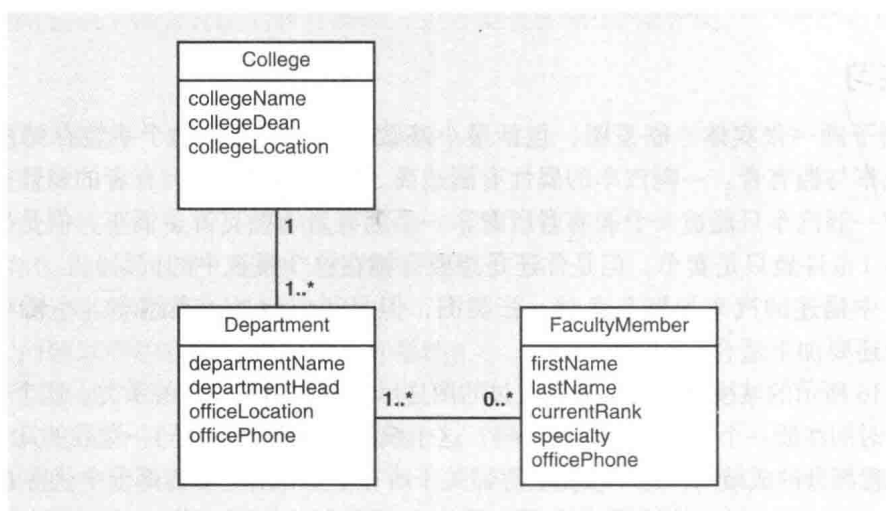 College
collegeName
collegeDean
collegeLocation
1
1..*
Department
departmentName
departmentHead
officeLocation
officePhone
1..*
0..*
FacultyMember
firstName
lastName
currentRank
specialty
officePhone